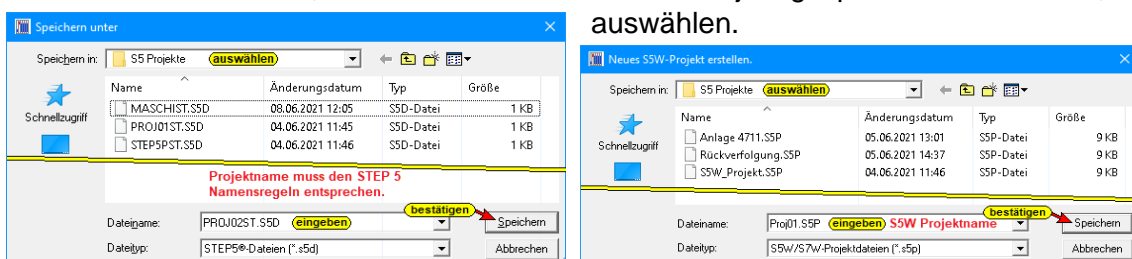 auswählen.
Speichern unter
Speichern in: S5 Projekte auswählen)
Name Änderungsdatum Typ Größe
MASCHIST.S5D 08.06.2021 12:05 S5D-Datei 1 KB
PROJ01ST.S5D 04.06.2021 11:45 S5D-Datei 1 KB
STEP5PST.S5D 04.06.2021 11:46 S5D-Datei 1 KB
Schnellzugriff
Projektname muss den STEP 5
Namensregeln entsprechen.
bestätigen
Dateiname: PROJ02ST.S5D eingeben) Speichern
Dateityp: STEP5®-Dateien (*.s5d) Abbrechen
Neues S5W-Projekt erstellen.
Speichern in: S5 Projekte auswählen)
Name Änderungsdatum Typ Größe
Anlage 4711.S5P 05.06.2021 13:01 S5P-Datei 9 KB
Rückverfolgung.S5P 05.06.2021 14:37 S5P-Datei 9 KB
S5W_Projekt.S5P 04.06.2021 11:46 S5P-Datei 9 KB
Schnellzugriff
bestätigen
Dateiname: Proj01.S5P eingeben) S5W Projektname Speichern
Dateityp: S5W/S7W-Projektdateien (*.s5p) Abbrechen